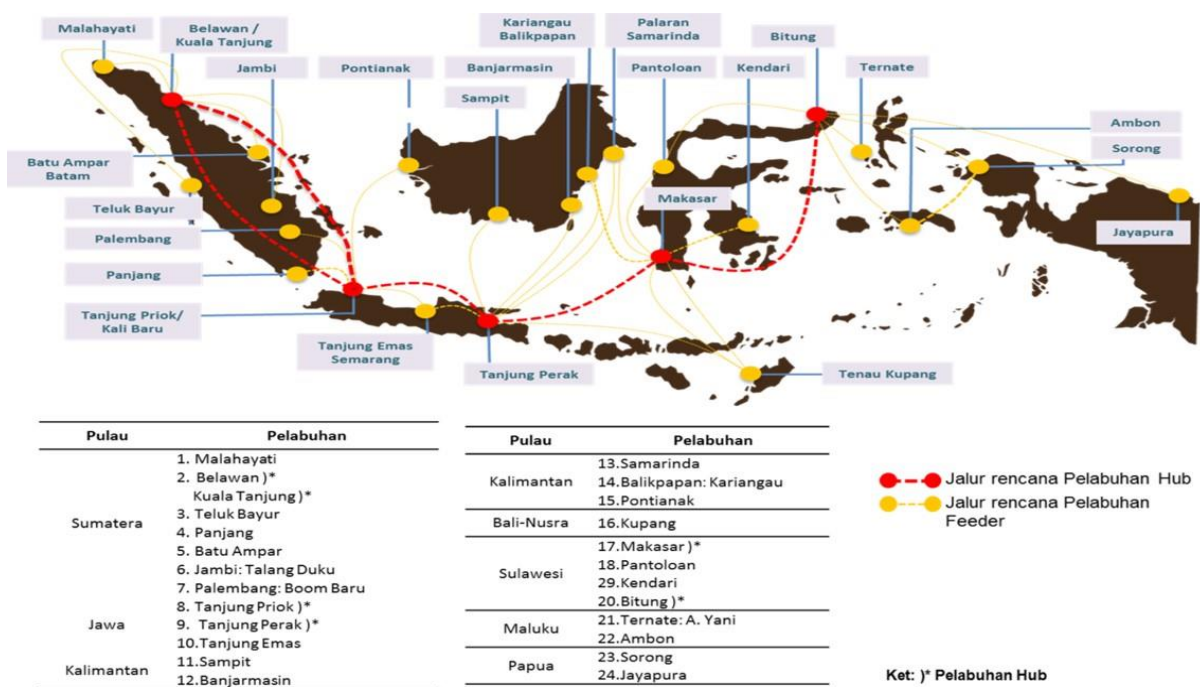 Malahayati
Belawan /
Kuala Tanjung
Jambi
Pontianak
Kariangau
Balikpapan
Banjarmasin
Sampit
Palaran
Samarinda
Pantoloan
Kendari
Bitung
Ternate
Ambon
Sorong
Batu Ampar
Batam
Teluk Bayur
Palembang
Panjang
Tanjung Priok/
Kali Baru
Tanjung Emas
Semarang
Tanjung Perak
Makasar
Tenau Kupang
Jayapura
Pulau Pelabuhan
Sumatera
1. Malahayati
2. Belawan )*
Kuala Tanjung )*
3. Teluk Bayur
4. Panjang
5. Batu Ampar
6. Jambi: Talang Duku
7. Palembang: Boom Baru
Jawa
8. Tanjung Priok )*
9. Tanjung Perak )*
10.Tanjung Emas
Kalimantan
11.Sampit
12.Banjarmasin
Pulau Pelabuhan
Kalimantan
13.Samarinda
14.Balikpapan: Kariangau
15.Pontianak
Bali-Nusra 16.Kupang
Sulawesi
17.Makasar )*
18.Pantoloan
29.Kendari
20.Bitung )*
Maluku
21.Ternate: A. Yani
22.Ambon
Papua
23.Sorong
24.Jayapura
Jalur rencana Pelabuhan Hub
Jalur rencana Pelabuhan
Feeder
Ket: )* Pelabuhan Hub